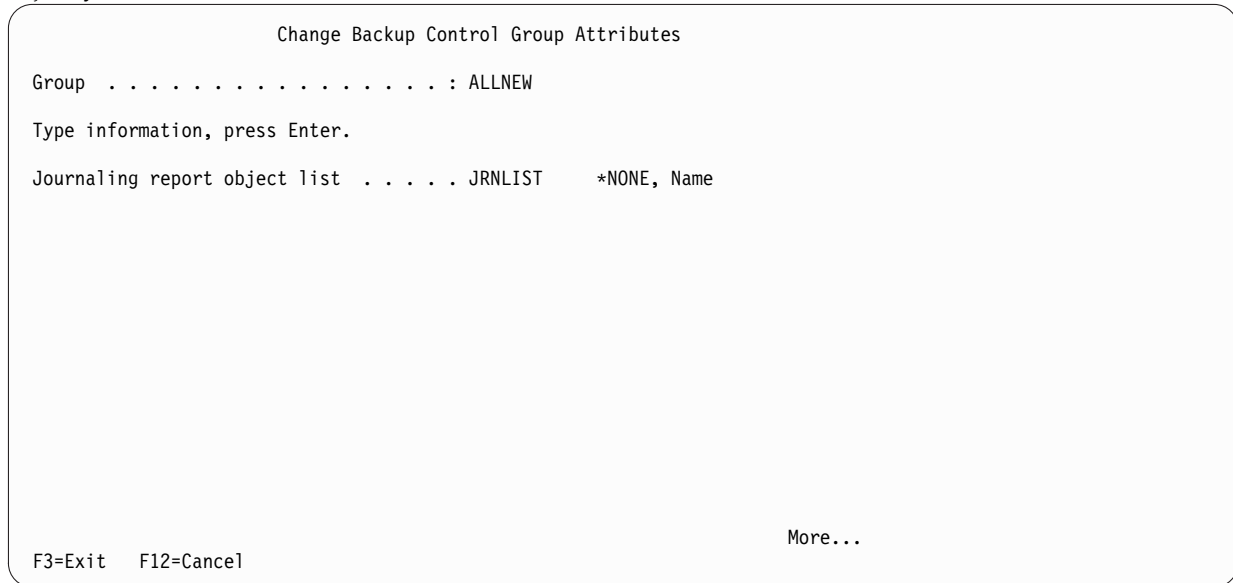 Change Backup Control Group Attributes
Group . . . . . . . . . . . . . . . . : ALLNEW
Type information, press Enter.
Journaling report object list . . . . . JRNLIST *NONE, Name
More...
F3=Exit F12=Cancel